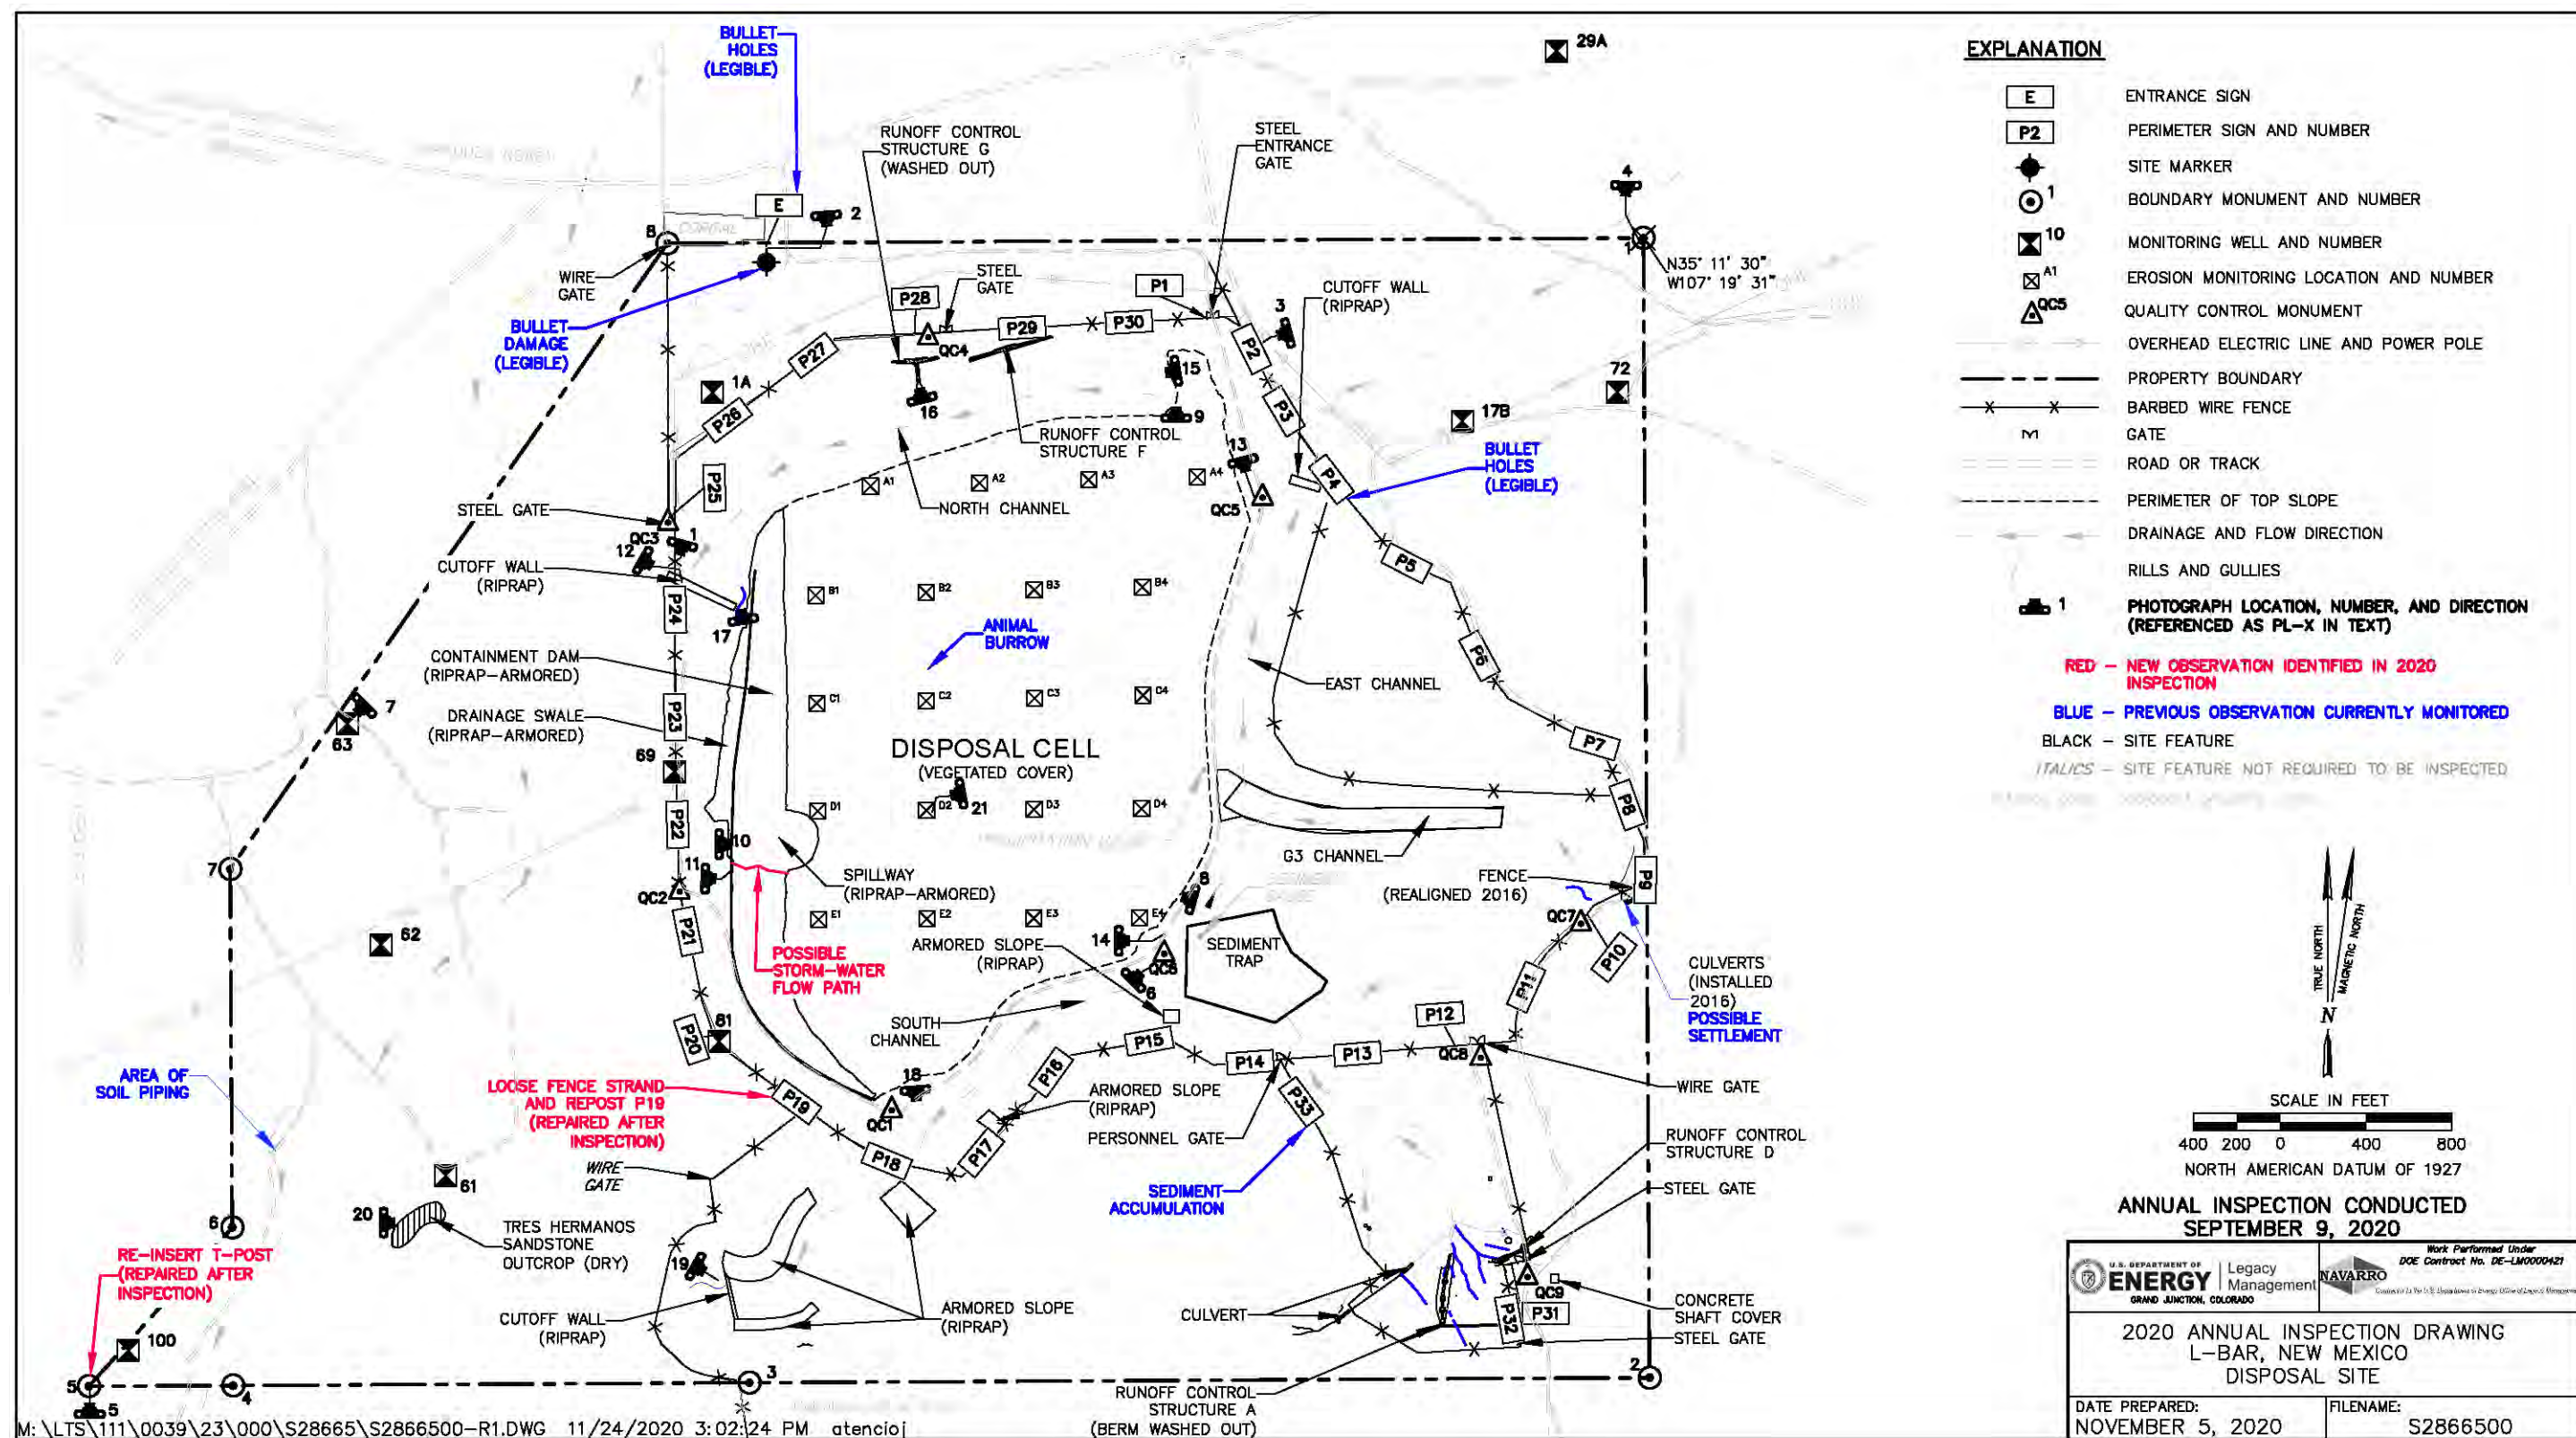 BULLET
HOLES
(LEGIBLE)
29A
RUNOFF CONTROL
STRUCTURE G
(WASHED OUT)
STEEL
ENTRANCE
GATE
4
E
2
8
1
N35° 11' 30"
W107° 19' 31"
WIRE
GATE
BULLET
DAMAGE
(LEGIBLE)
P28
STEEL
GATE
P1
3
CUTOFF WALL
(RIPRAP)
P29
P30
P27
QC4
P2
15
1A
16
9
P3
72
17B
P26
RUNOFF CONTROL
STRUCTURE F
13
BULLET
HOLES
(LEGIBLE)
P25
A1
A2
A3
A4
P4
STEEL GATE
NORTH CHANNEL
QC5
QC3
1
12
CUTOFF WALL
(RIPRAP)
P5
P24
B1
B2
B3
B4
17
ANIMAL
BURROW
P6
CONTAINMENT DAM
(RIPRAP-ARMORED)
C1
C2
C3
C4
EAST CHANNEL
7
63
DRAINAGE SWALE
(RIPRAP-ARMORED)
P23
DISPOSAL CELL
(VEGETATED COVER)
P7
69
21
D1
D2
D3
D4
P8
P22
10
G3 CHANNEL
7
11
SPILLWAY
(RIPRAP-ARMORED)
8
FENCE
(REALIGNED 2016)
P9
QC2
E1
E2
E3
E4
QC7
P21
62
POSSIBLE
STORM-WATER
FLOW PATH
ARMORED SLOPE
(RIPRAP)
14
QC6
6
SEDIMENT
TRAP
P10
P11
CULVERTS
(INSTALLED
2016)
POSSIBLE
SETTLEMENT
SOUTH
CHANNEL
81
P20
P15
P12
P14
P13
QC8
AREA OF
SOIL PIPING
LOOSE FENCE STRAND
AND REPOST P19
(REPAIRED AFTER
INSPECTION)
P19
18
QC1
P16
ARMORED SLOPE
(RIPRAP)
P33
WIRE GATE
PERSONNEL GATE
P17
P18
RUNOFF CONTROL
STRUCTURE D
WIRE
GATE
61
SEDIMENT
ACCUMULATION
STEEL GATE
20
6
TRES HERMANOS
SANDSTONE
OUTCROP (DRY)
RE-INSERT T-POST
(REPAIRED AFTER
INSPECTION)
19
QC9
CUTOFF WALL
(RIPRAP)
ARMORED SLOPE
(RIPRAP)
CULVERT
P32
P31
CONCRETE
SHAFT COVER
STEEL GATE
100
5
4
3
2
5
RUNOFF CONTROL
STRUCTURE A
(BERM WASHED OUT)
M:\LTS\111\0039\23\000\S28665\S2866500-R1.DWG 11/24/2020 3:02:24 PM atencioj
EXPLANATION
E ENTRANCE SIGN
P2 PERIMETER SIGN AND NUMBER
SITE MARKER
1 BOUNDARY MONUMENT AND NUMBER
10 MONITORING WELL AND NUMBER
A1 EROSION MONITORING LOCATION AND NUMBER
QC5 QUALITY CONTROL MONUMENT
OVERHEAD ELECTRIC LINE AND POWER POLE
PROPERTY BOUNDARY
BARBED WIRE FENCE
GATE
ROAD OR TRACK
PERIMETER OF TOP SLOPE
DRAINAGE AND FLOW DIRECTION
RILLS AND GULLIES
1 PHOTOGRAPH LOCATION, NUMBER, AND DIRECTION
(REFERENCED AS PL-X IN TEXT)
RED – NEW OBSERVATION IDENTIFIED IN 2020
INSPECTION
BLUE – PREVIOUS OBSERVATION CURRENTLY MONITORED
BLACK – SITE FEATURE
ITALICS – SITE FEATURE NOT REQUIRED TO BE INSPECTED
TRUE NORTH
MAGNETIC NORTH
N
SCALE IN FEET
400 200 0 400 800
NORTH AMERICAN DATUM OF 1927
ANNUAL INSPECTION CONDUCTED
SEPTEMBER 9, 2020
U.S. DEPARTMENT OF
ENERGY
Legacy
Management
GRAND JUNCTION, COLORADO
NAVARRO
Work Performed Under
DOE Contract No. DE-LM0000421
2020 ANNUAL INSPECTION DRAWING
L-BAR, NEW MEXICO
DISPOSAL SITE
DATE PREPARED:
NOVEMBER 5, 2020
FILENAME:
S2866500